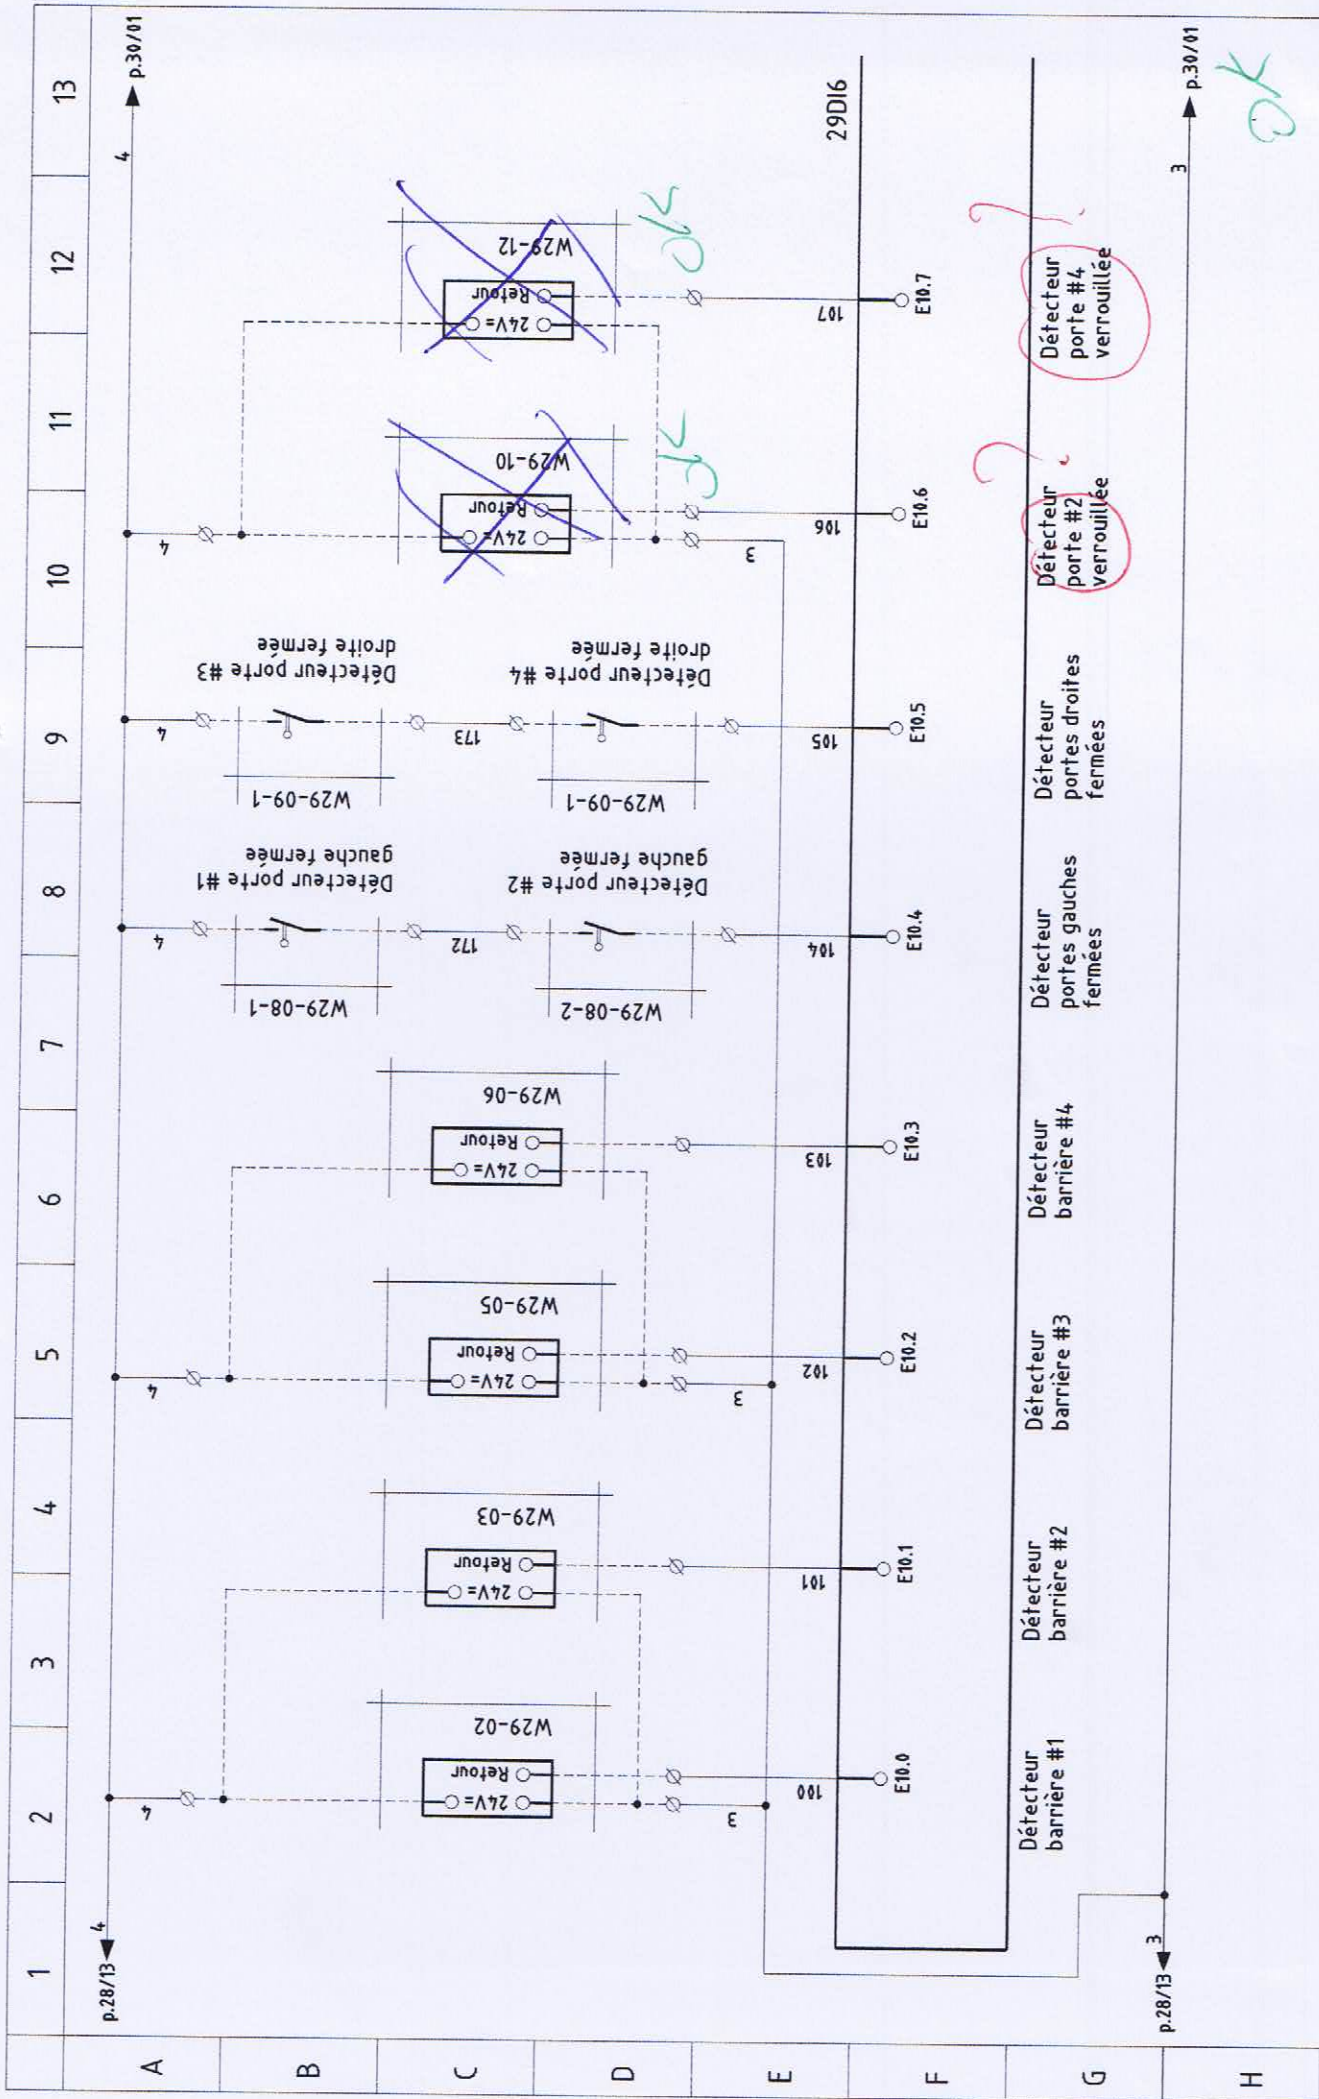 1 2 3 4 5 6 7 8 9 10 11 12 13
A
B
C
D
E
F
G
H
p.28/13 4
4 p.30/01
4
4
4
4
4
W29-02
24V= Retour
W29-03
24V= Retour
W29-05
24V= Retour
W29-06
24V= Retour
W29-08-1
Détecteur porte #1
gauche fermée
172
W29-08-2
Détecteur porte #2
gauche fermée
W29-09-1
Détecteur porte #3
droite fermée
173
W29-09-1
Détecteur porte #4
droite fermée
W29-10
24V= Retour
OK
W29-12
24V= Retour
OK
3
100
101
3
102
103
104
105
3
106
107
29DI6
E10.0
E10.1
E10.2
E10.3
E10.4
E10.5
E10.6
E10.7
Détecteur
barrière #1
Détecteur
barrière #2
Détecteur
barrière #3
Détecteur
barrière #4
Détecteur
portes gauches
fermées
Détecteur
portes droites
fermées
?
Détecteur
porte #2
verrouillée
?
Détecteur
porte #4
verrouillée
p.28/13 3
3 p.30/01
OK